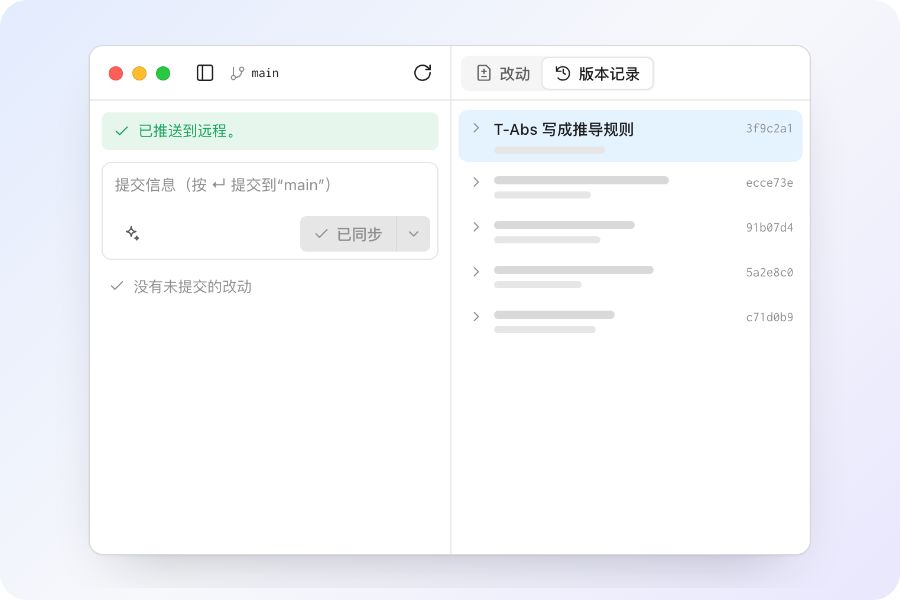 main
改动
版本记录
已推送到远程。
提交信息（按 ↵ 提交到“main”）
已同步
没有未提交的改动
T-Abs 写成推导规则
3f9c2a1
ecce73e
91b07d4
5a2e8c0
c71d0b9